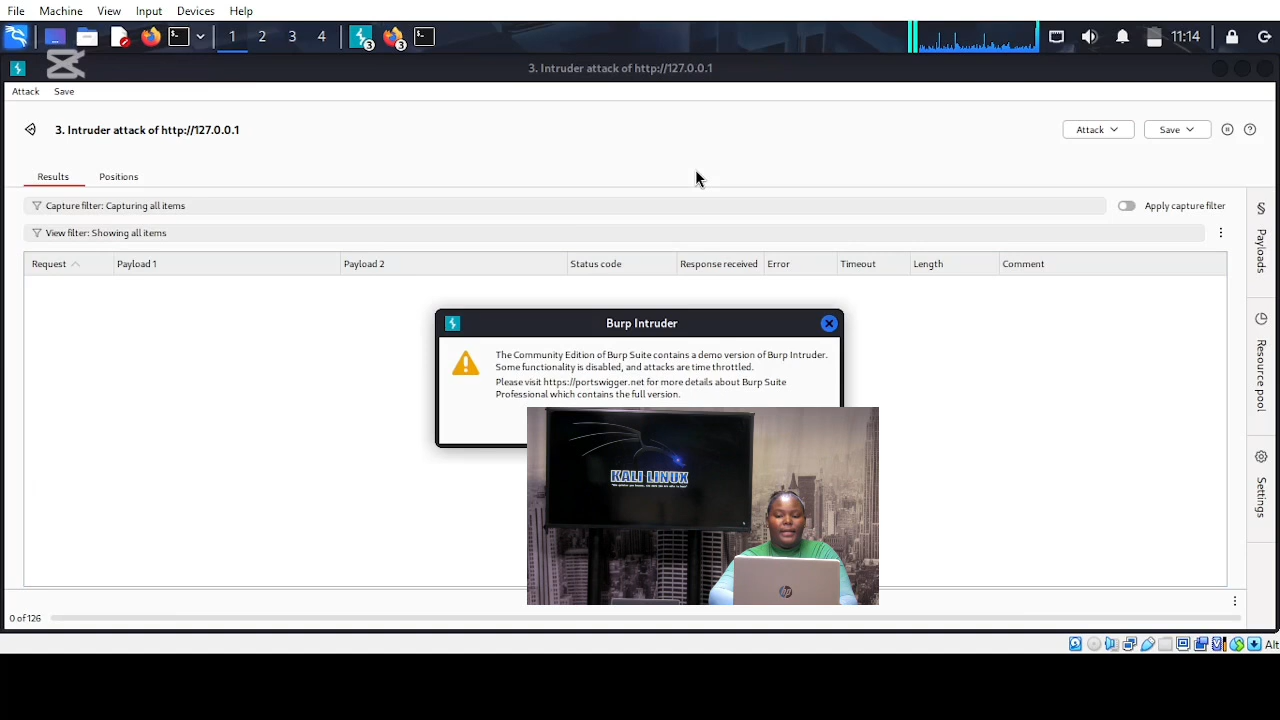 File Machine View Input Devices Help
1 2 3 4 3 3 11:14
3. Intruder attack of http://127.0.0.1
Attack Save
3. Intruder attack of http://127.0.0.1
Attack Save
Results Positions
Capture filter: Capturing all items
Apply capture filter
View filter: Showing all items
Request Payload 1 Payload 2 Status code Response received Error Timeout Length Comment
Payloads
Resource pool
Settings
Burp Intruder
The Community Edition of Burp Suite contains a demo version of Burp Intruder.
Some functionality is disabled, and attacks are time throttled.
Please visit https://portswigger.net for more details about Burp Suite
Professional which contains the full version.
KALI LINUX
hp
0 of 126
Alt